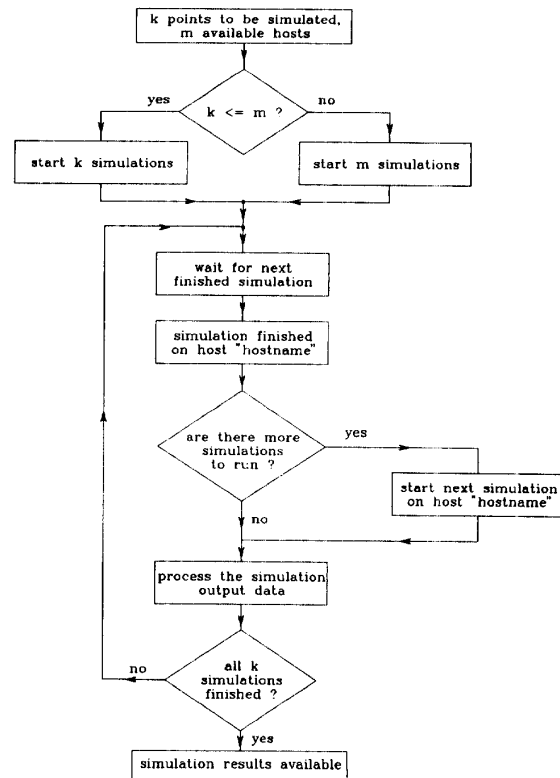 k points to be simulated,
m available hosts
yes
k <= m ?
no
start k simulations
start m simulations
wait for next
finished simulation
simulation finished
on host "hostname"
are there more
simulations
to run ?
yes
start next simulation
on host "hostname"
no
process the simulation
output data
no
all k
simulations
finished ?
yes
simulation results available